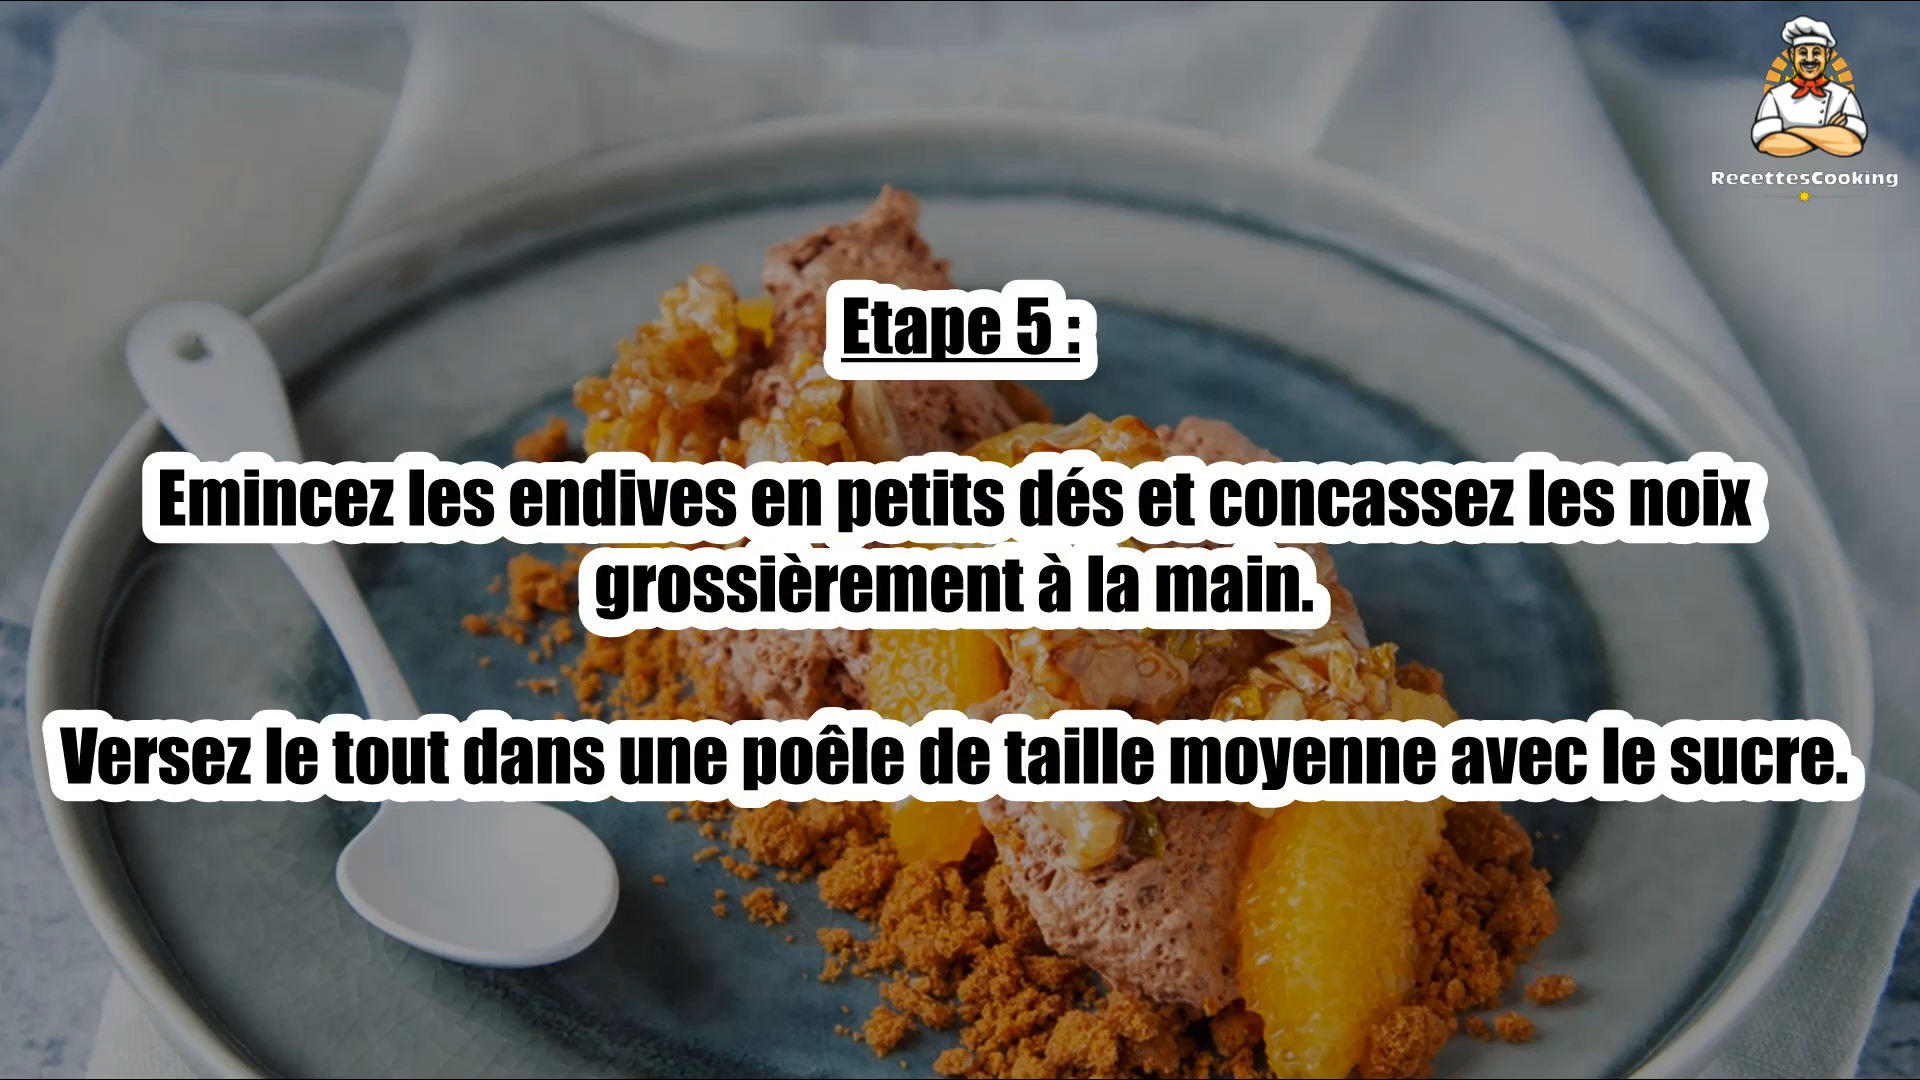 RecettesCooking
Etape 5 :
Emincez les endives en petits dés et concassez les noix
grossièrement à la main.
Versez le tout dans une poêle de taille moyenne avec le sucre.